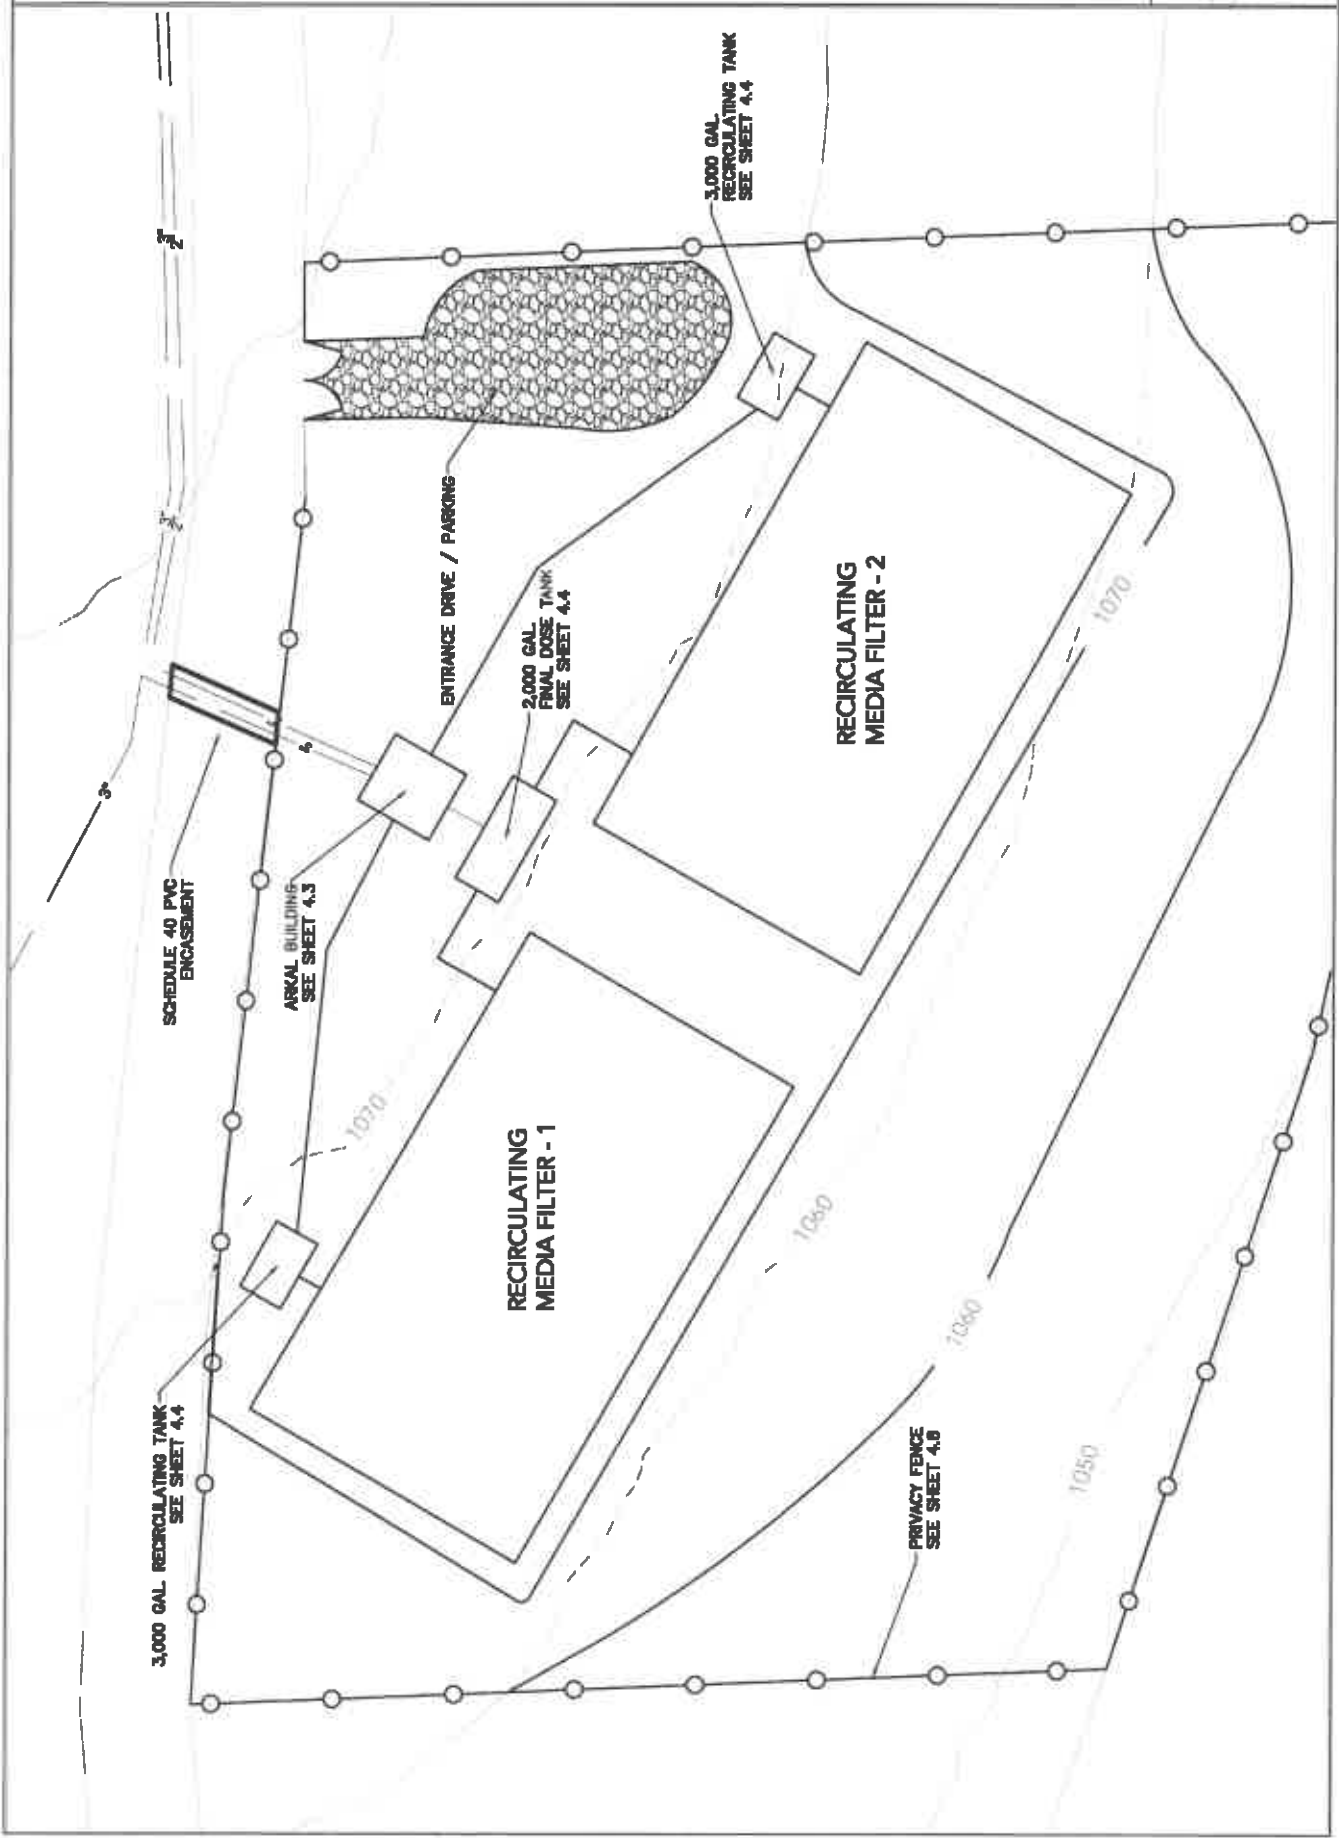 3,000 GAL. RECIRCULATING TANK
SEE SHEET 4.4
SCHEDULE 40 PVC
ENCASEMENT
3"
ARKAL BUILDING
SEE SHEET 4.3
ENTRANCE DRIVE / PARKING
2,000 GAL.
FINAL DOSE TANK
SEE SHEET 4.4
3,000 GAL.
RECIRCULATING TANK
SEE SHEET 4.4
1070
RECIRCULATING
MEDIA FILTER - 1
RECIRCULATING
MEDIA FILTER - 2
1070
1060
1060
1050
PRIVACY FENCE
SEE SHEET 4.8